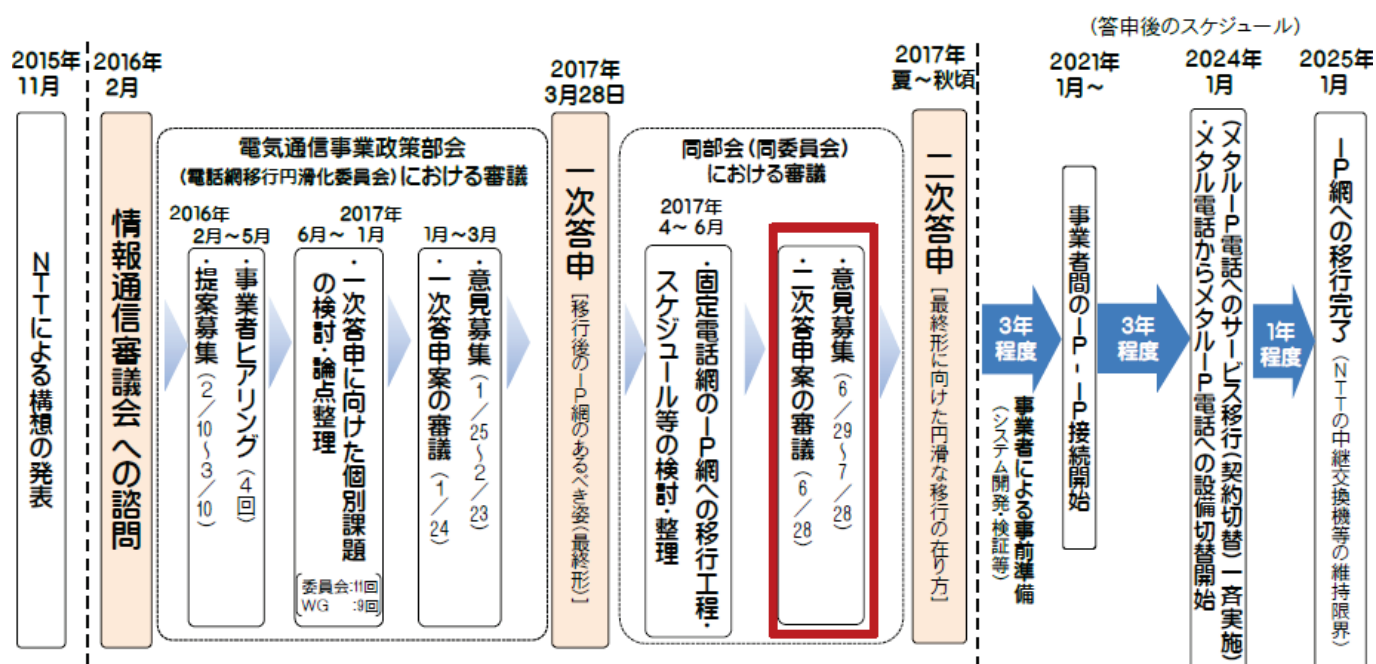 (答申後のスケジュール)
2015年
11月
NTTによる構想の発表
2016年
2月
情報通信審議会への諮問
電気通信事業政策部会
(電話網移行円滑化委員会)における審議
2016年
2月～5月
・事業者ヒアリング(4回)
・提案募集(2/10～3/10)
2017年
6月～ 1月
・一次答申に向けた個別課題
の検討・論点整理
委員会:11回
WG :9回
1月～3月
・意見募集(1/25～2/23)
・一次答申案の審議(1/24)
2017年
3月28日
一次答申[移行後のIP網のあるべき姿(最終形)]
同部会(同委員会)
における審議
2017年
4～ 6月
・固定電話網のIP網への移行工程・
スケジュール等の検討・整理
・意見募集(6/29～7/28)
・二次答申案の審議(6/28)
2017年
夏～秋頃
二次答申[最終形に向けた円滑な移行の在り方]
3年
程度
事業者による事前準備
(システム開発・検証等)
2021年
1月～
事業者間のIP-IP接続開始
3年
程度
2024年
1月
(メタルIP電話へのサービス移行(契約切替)一斉実施)
・メタル電話からメタルIP電話への設備切替開始
1年
程度
2025年
1月
IP網への移行完了(NTTの中継交換機等の維持限界)